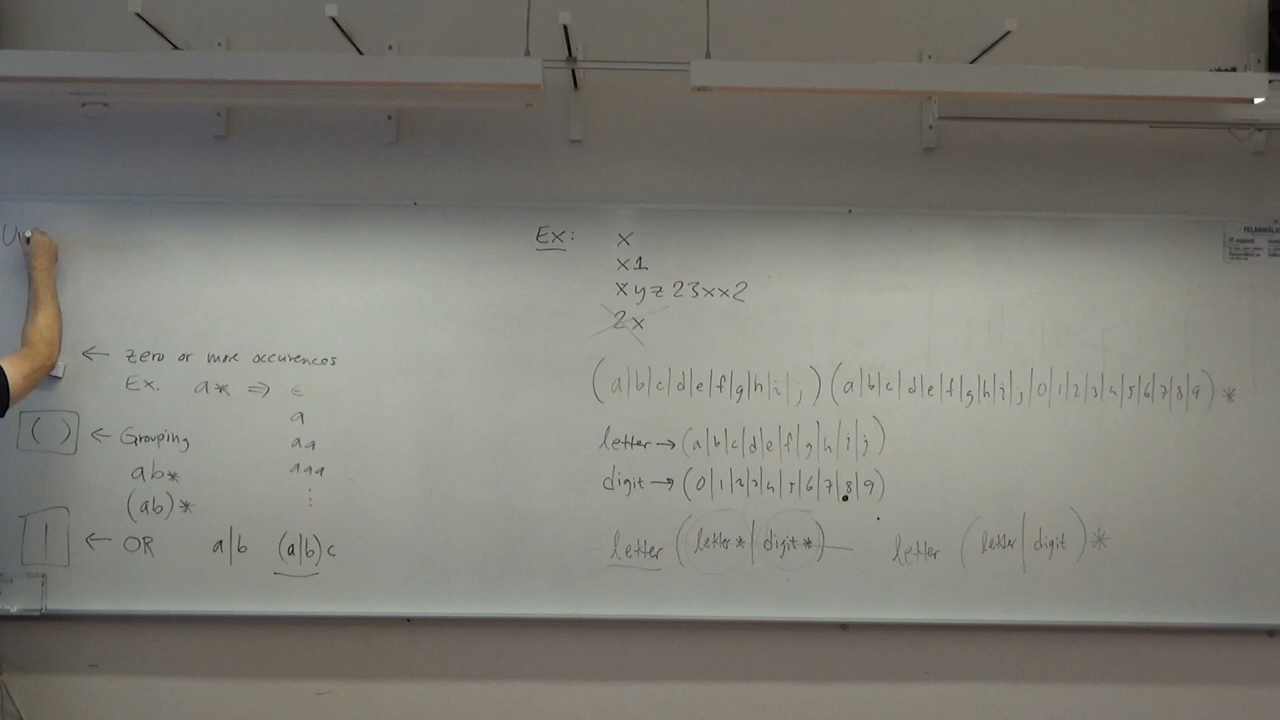 ← zero or more occurences
Ex. a* ⇒ ϵ
a
aa
aaa
⋮
( ) ← Grouping
ab*
(ab)*
| ← OR a|b (a|b)c
Ex:
x
x1
xyz23xx2
2x
(a|b|c|d|e|f|g|h|i|j)(a|b|c|d|e|f|g|h|i|j|0|1|2|3|4|5|6|7|8|9)*
letter → (a|b|c|d|e|f|g|h|i|j)
digit → (0|1|2|3|4|5|6|7|8|9)
letter (letter*|digit*) letter (letter|digit)*
FELANMÄLAN